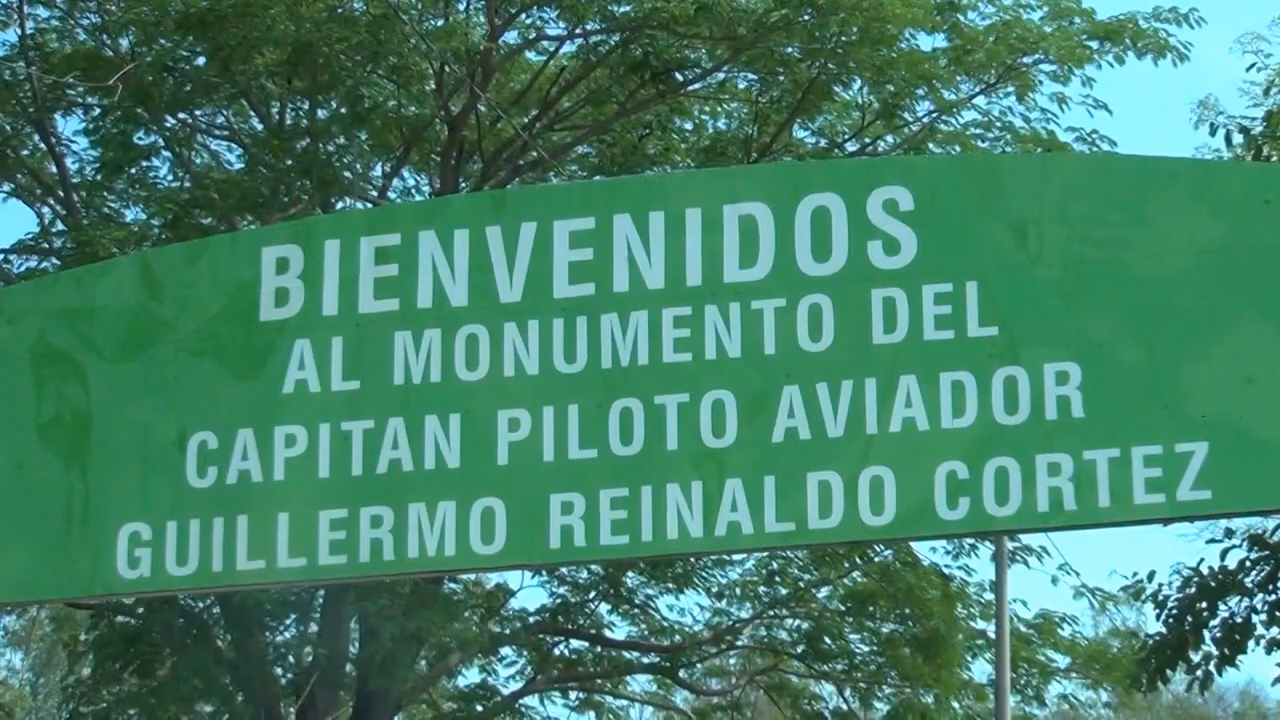 BIENVENIDOS
AL MONUMENTO DEL
CAPITAN PILOTO AVIADOR
GUILLERMO REINALDO CORTEZ